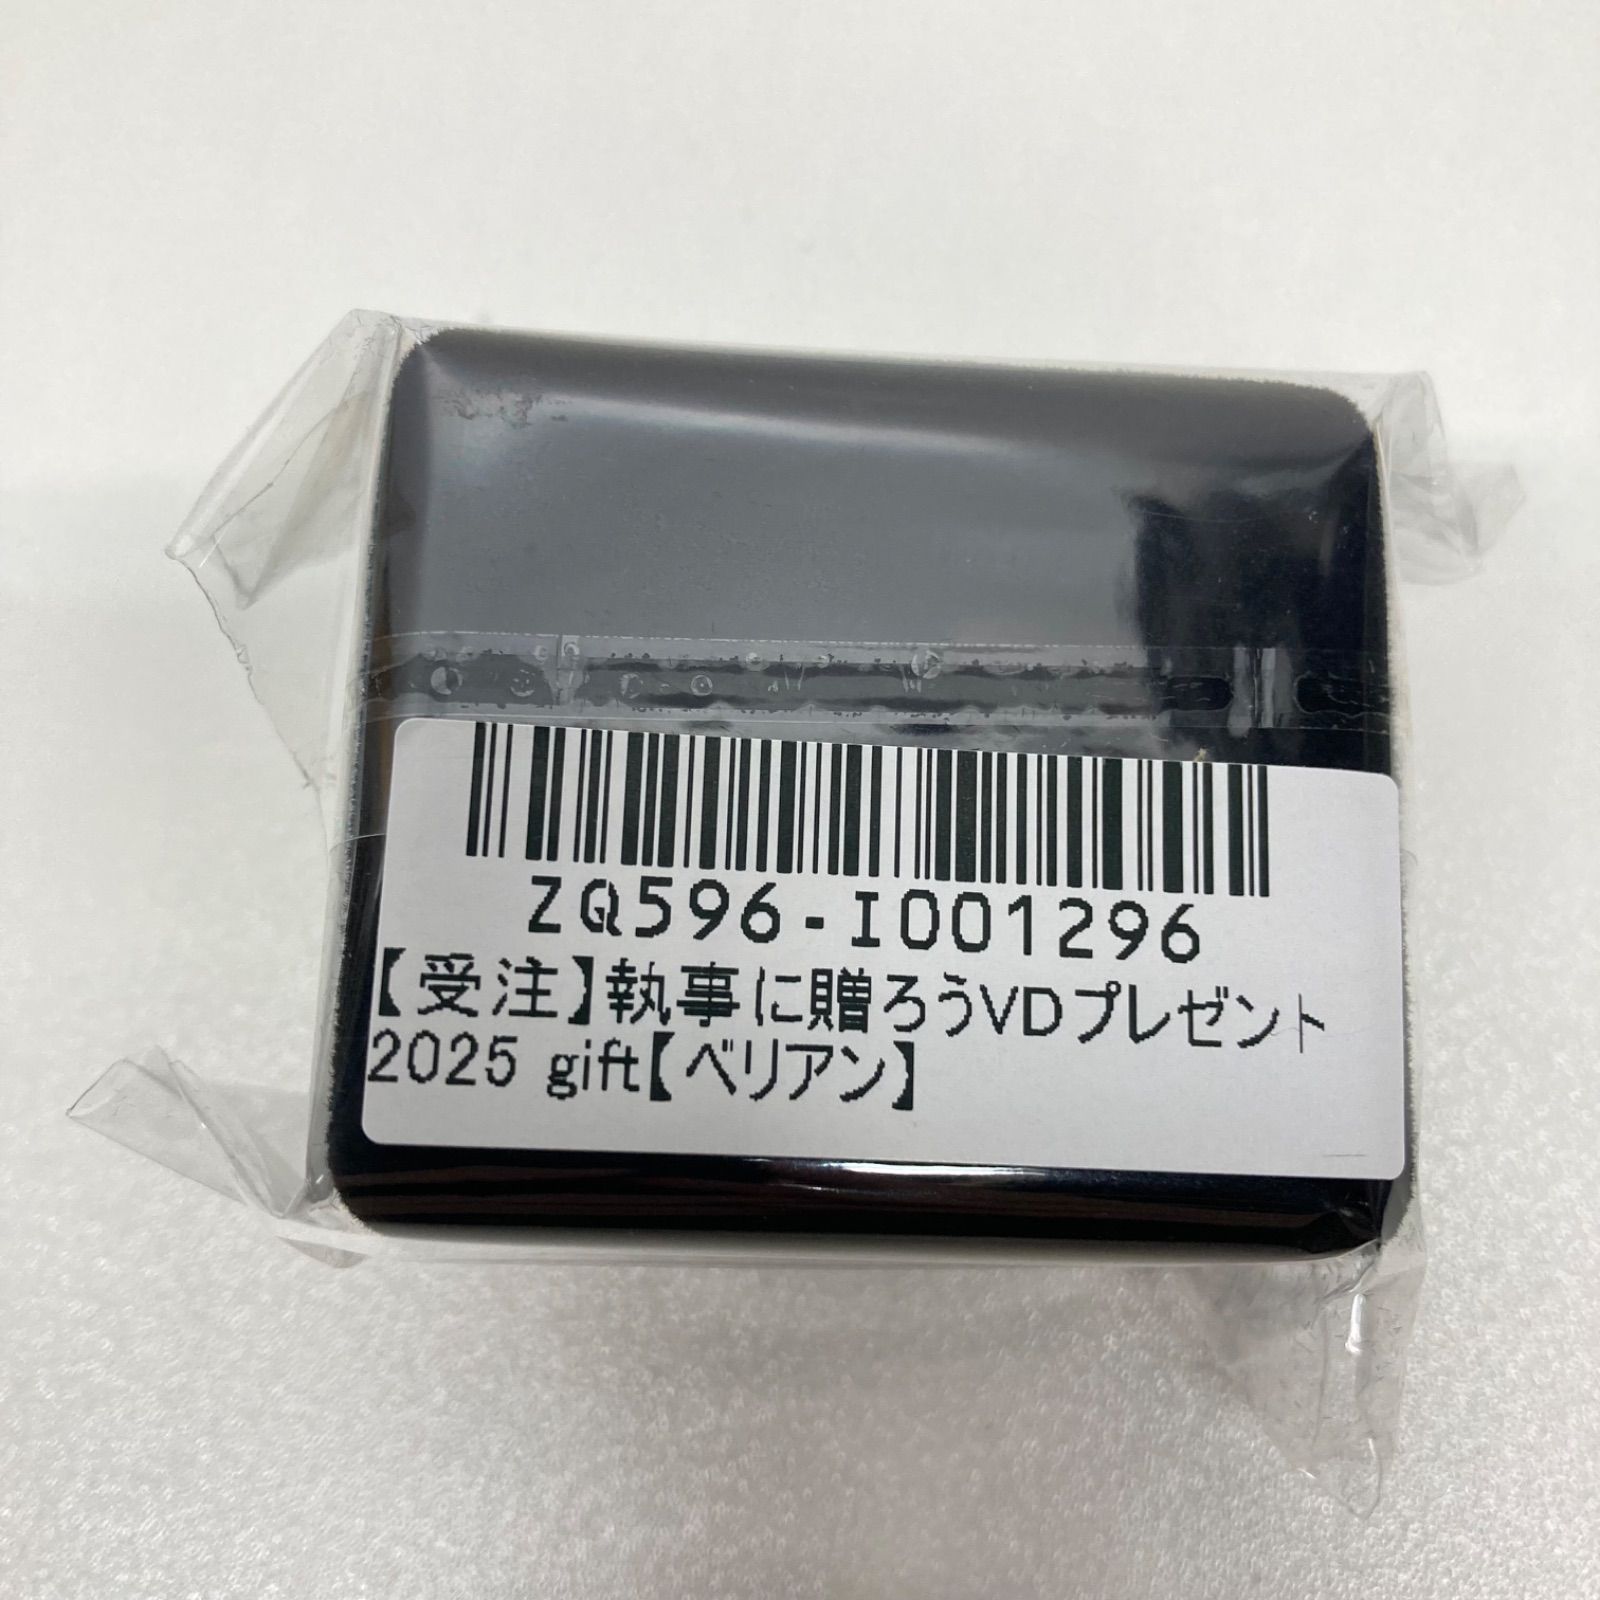 ZQ596-I001296
【受注】執事に贈ろうVDプレゼント
2025 gift【ベリアン】